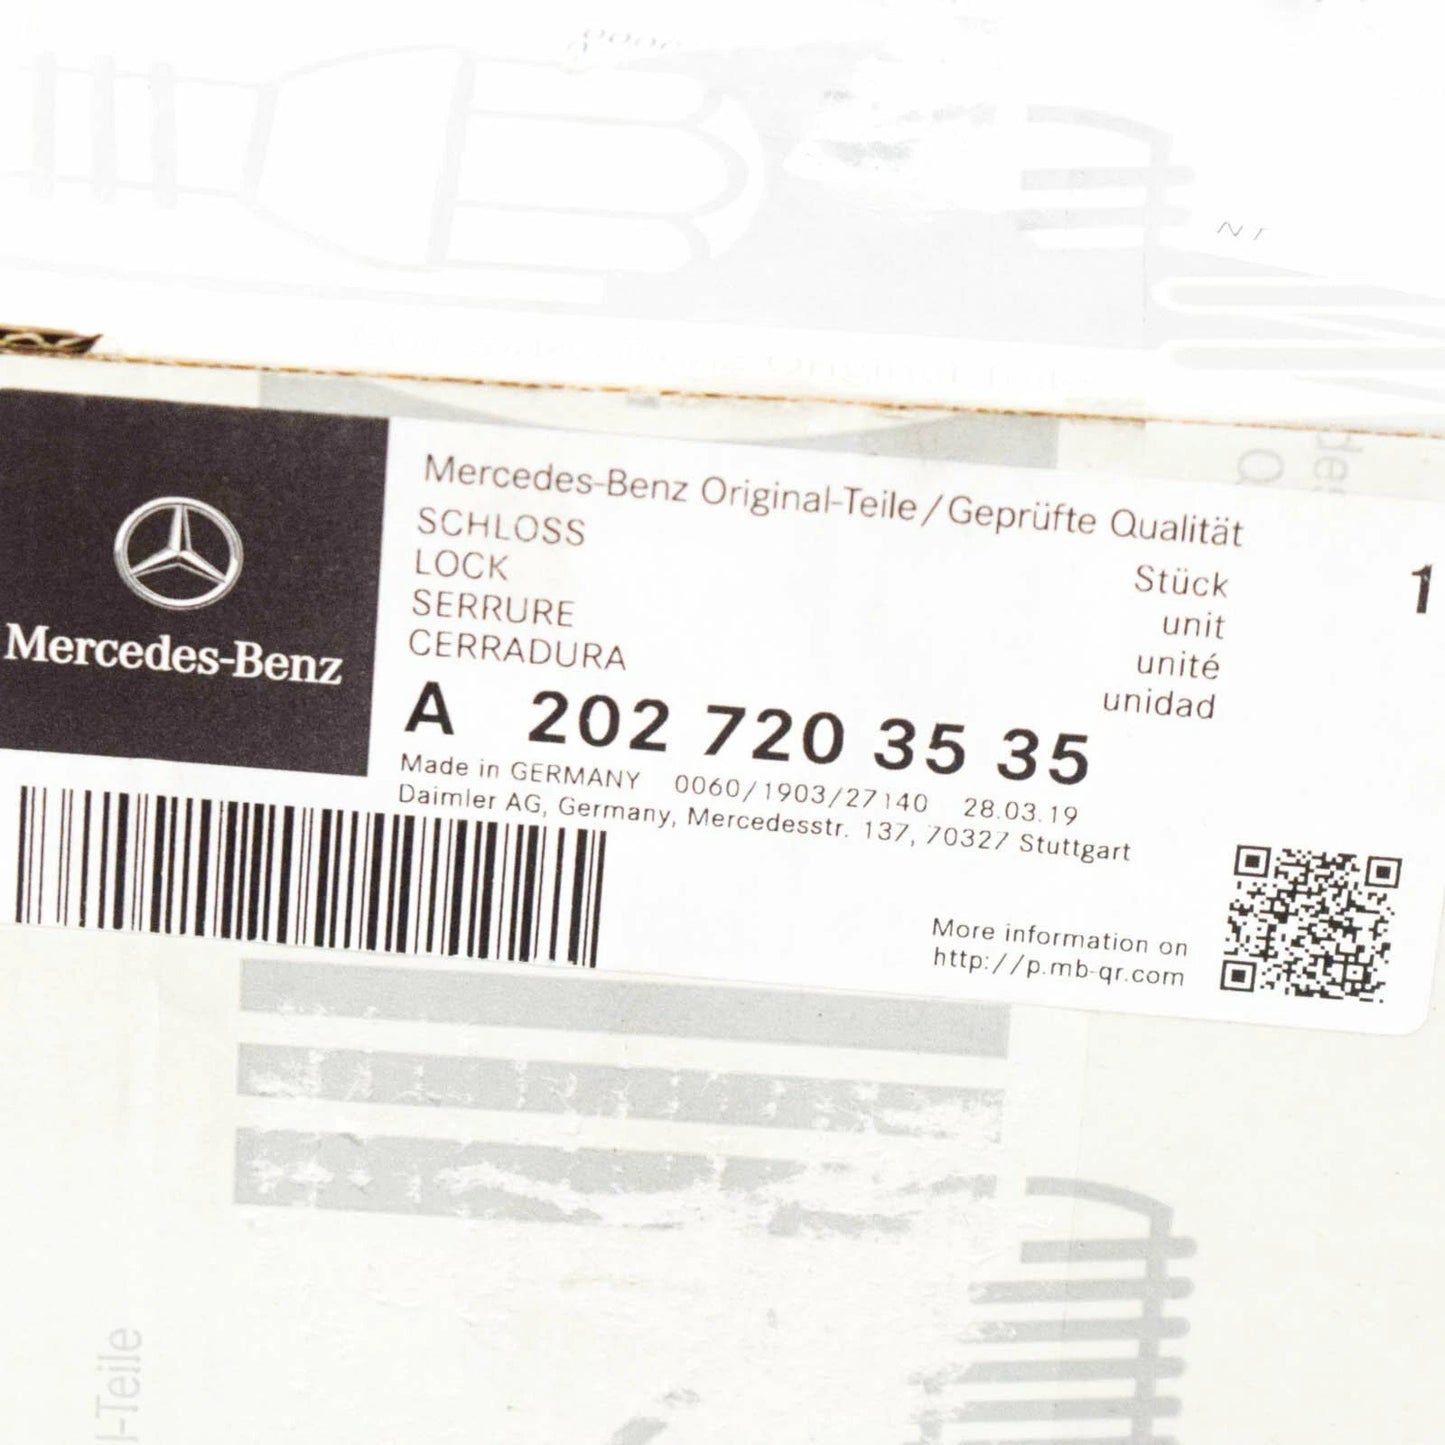 Mercedes-Benz
Mercedes-Benz Original-Teile/Geprüfte Qualität
SCHLOSS
LOCK
SERRURE
CERRADURA
Stück
unit
unité
unidad
1
A 202 720 35 35
Made in GERMANY 0060/1903/27140 28.03.19
Daimler AG, Germany, Mercedesstr. 137, 70327 Stuttgart
More information on
http://p.mb-qr.com
l-Teile